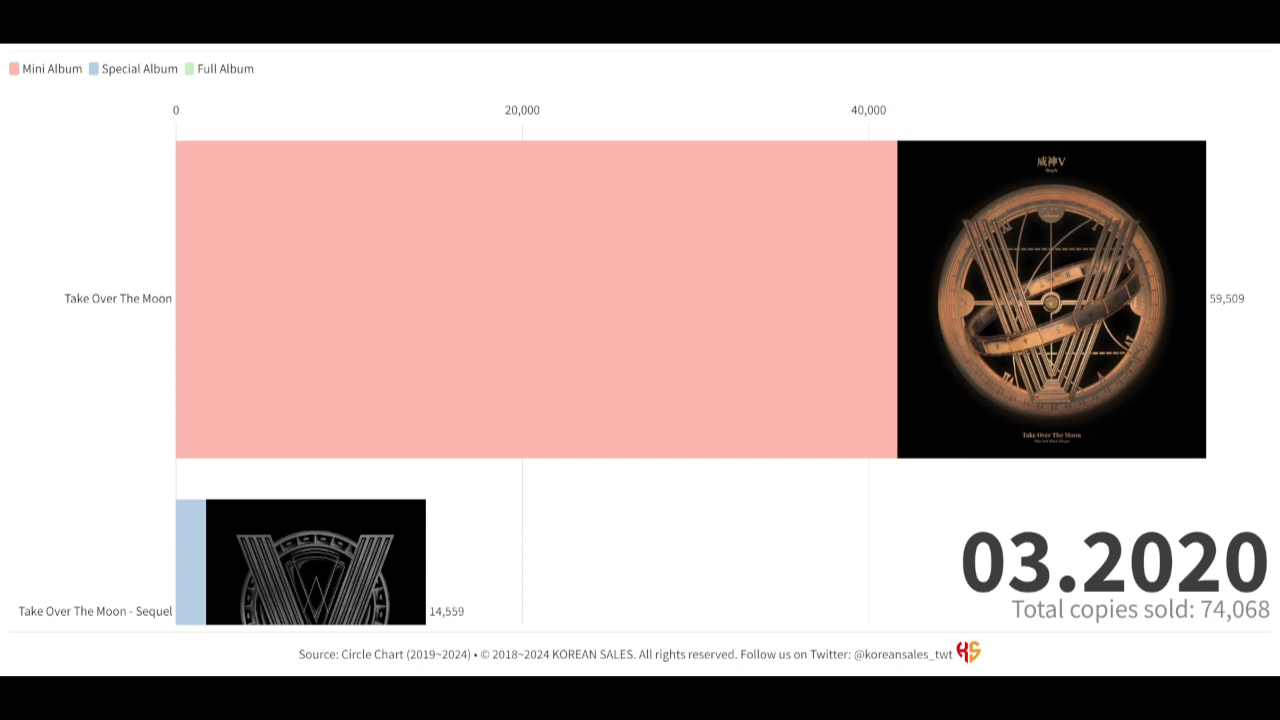 Mini Album Special Album Full Album
0 20,000 40,000
威神V
WayV
Take Over The Moon
59,509
Take Over The Moon
03.2020
Total copies sold: 74,068
Take Over The Moon - Sequel 14,559
Source: Circle Chart (2019~2024) • © 2018~2024 KOREAN SALES. All rights reserved. Follow us on Twitter: @koreansales_twt KS